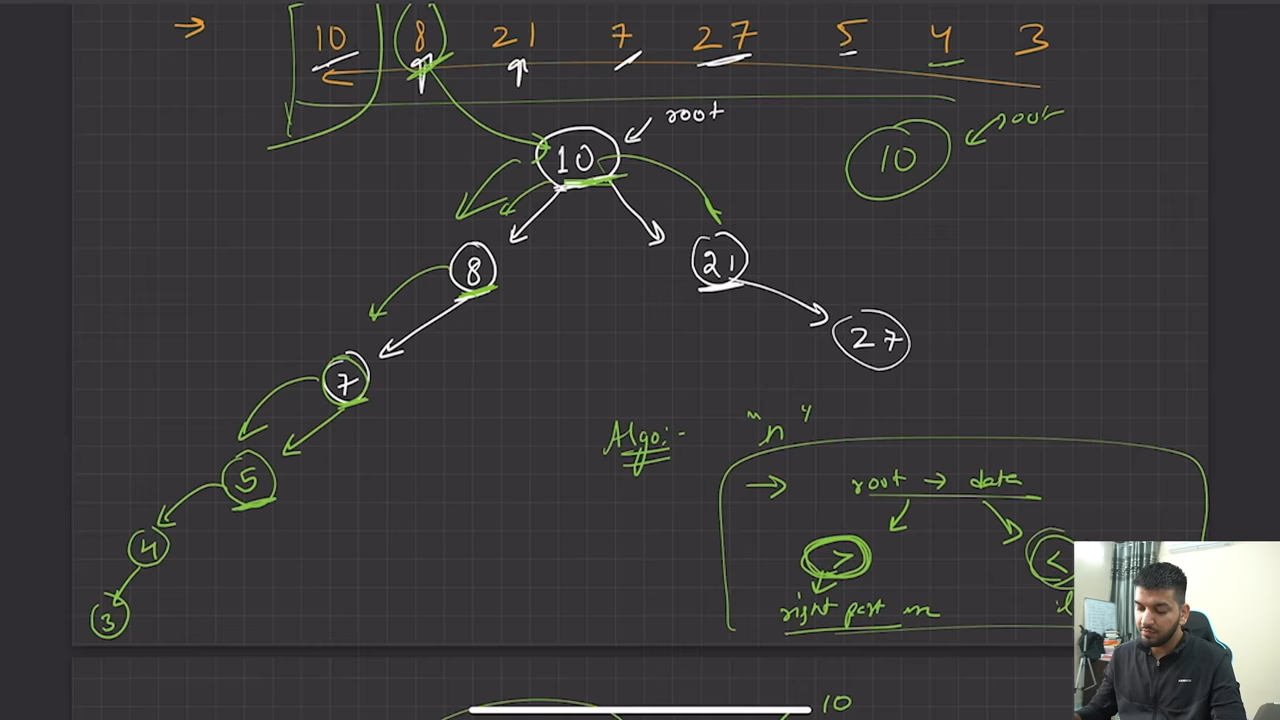 → 10 8 21 7 27 5 4 3
root
root
10
10
8
21
27
7
Algo:-
"n"
5
→ root → data
4
>
<
right part m
3
10